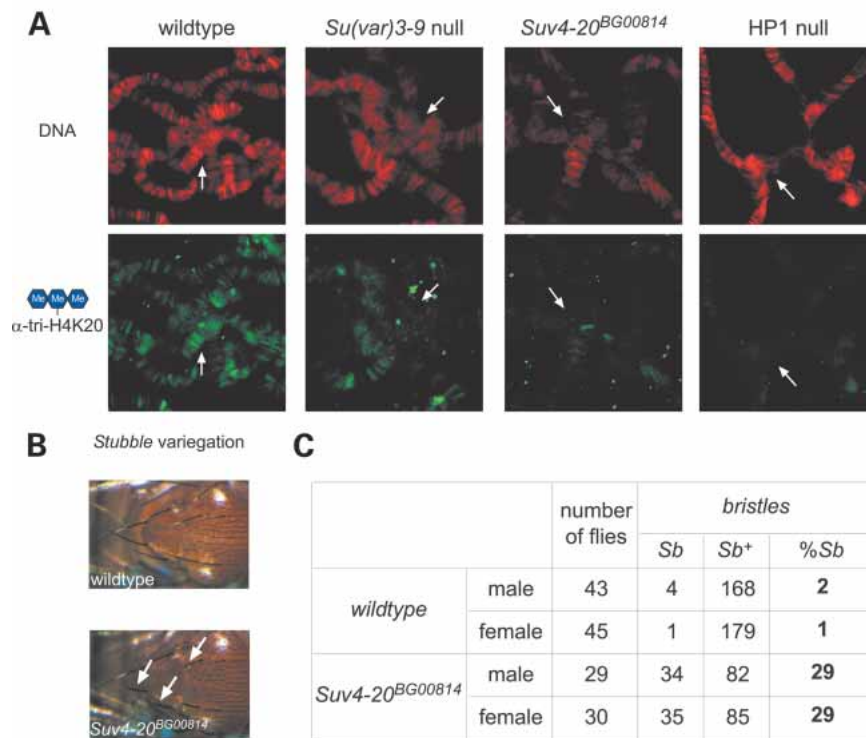 A
wildtype
Su(var)3-9 null
Suv4-20BG00814
HP1 null
DNA
Me Me Me
α-tri-H4K20
B
Stubble variegation
wildtype
Suv4-20BG00814
C
number of flies
bristles
Sb Sb+ %Sb
wildtype
male 43 4 168 2
female 45 1 179 1
Suv4-20BG00814
male 29 34 82 29
female 30 35 85 29